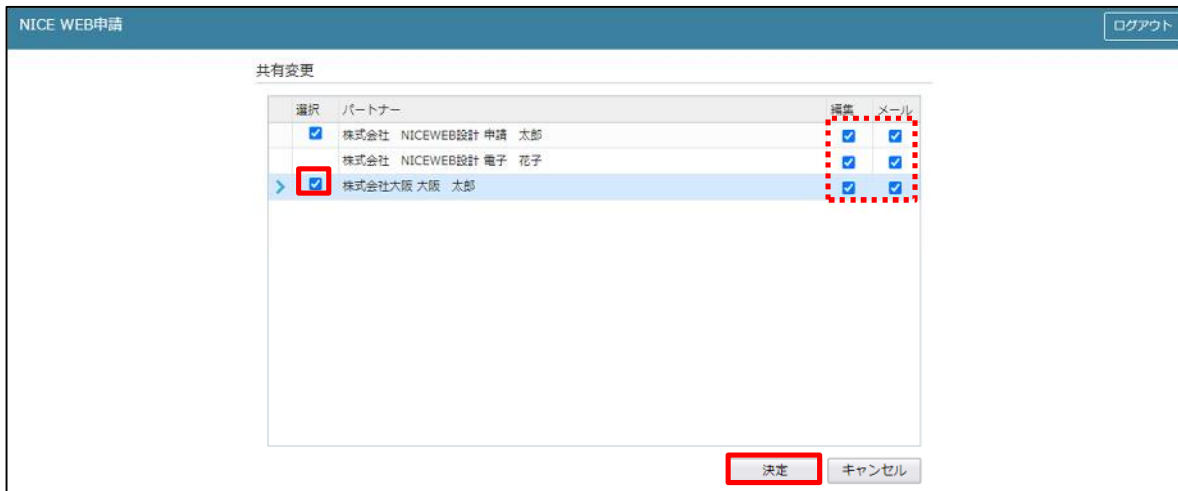 NICE WEB申請 ログアウト
共有変更
選択 パートナー 編集 メール
株式会社 NICEWEB設計 申請 太郎
株式会社 NICEWEB設計 電子 花子
株式会社大阪 大阪 太郎
決定 キャンセル